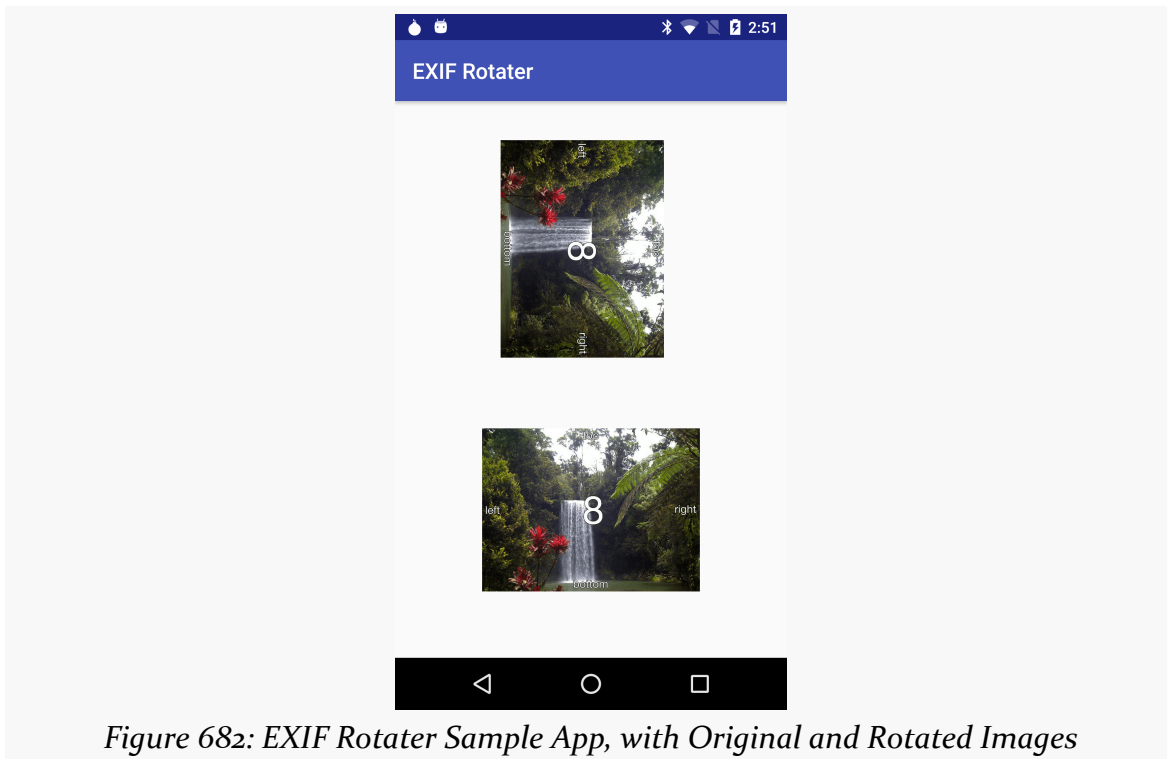 2:51
EXIF Rotater
left
bottom
8
right
8
left
right
bottom
Figure 682: EXIF Rotater Sample App, with Original and Rotated Images